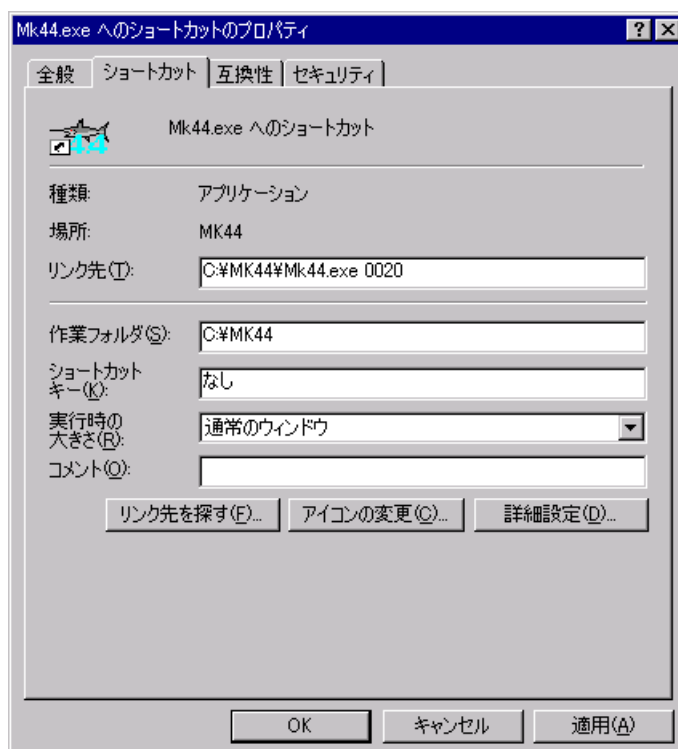 Mk44.exe へのショートカットのプロパティ
全般 ショートカット 互換性 セキュリティ
44
Mk44.exe へのショートカット
種類: アプリケーション
場所: MK44
リンク先(T): C:¥MK44¥Mk44.exe 0020
作業フォルダ(S): C:¥MK44
ショートカット
キー(K): なし
実行時の
大きさ(R): 通常のウィンドウ
コメント(O):
リンク先を探す(F)... アイコンの変更(C)... 詳細設定(D)...
OK キャンセル 適用(A)